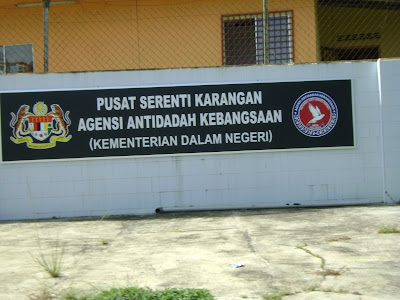 PUSAT SERENTI KARANGAN
AGENSI ANTIDADAH KEBANGSAAN
(KEMENTERIAN DALAM NEGERI)